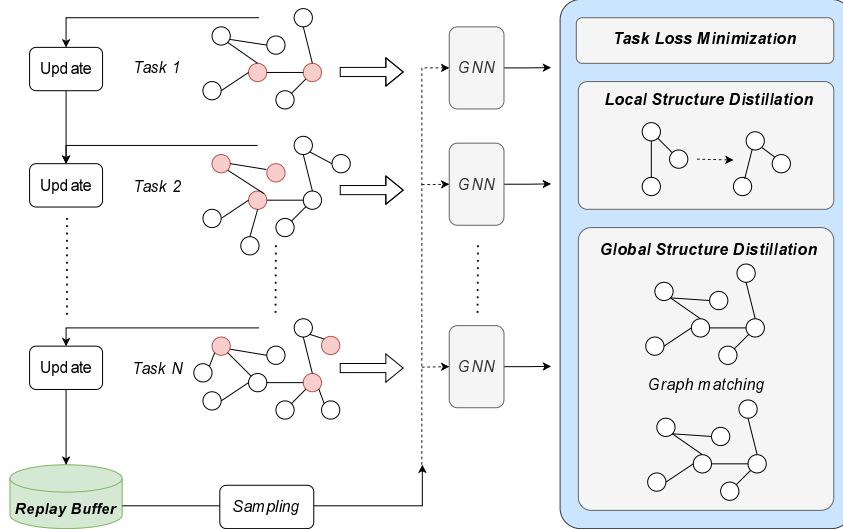 Update
Task 1
GNN
Task Loss Minimization
Local Structure Distillation
Update
Task 2
GNN
Global Structure Distillation
Update
Task N
GNN
Graph matching
Replay Buffer
Sampling